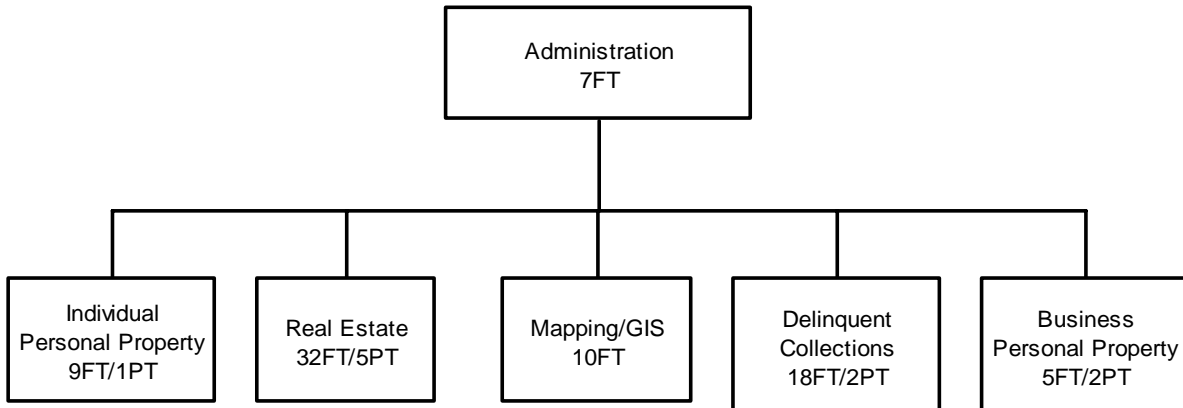 Administration
7FT
Individual
Personal Property
9FT/1PT
Real Estate
32FT/5PT
Mapping/GIS
10FT
Delinquent
Collections
18FT/2PT
Business
Personal Property
5FT/2PT